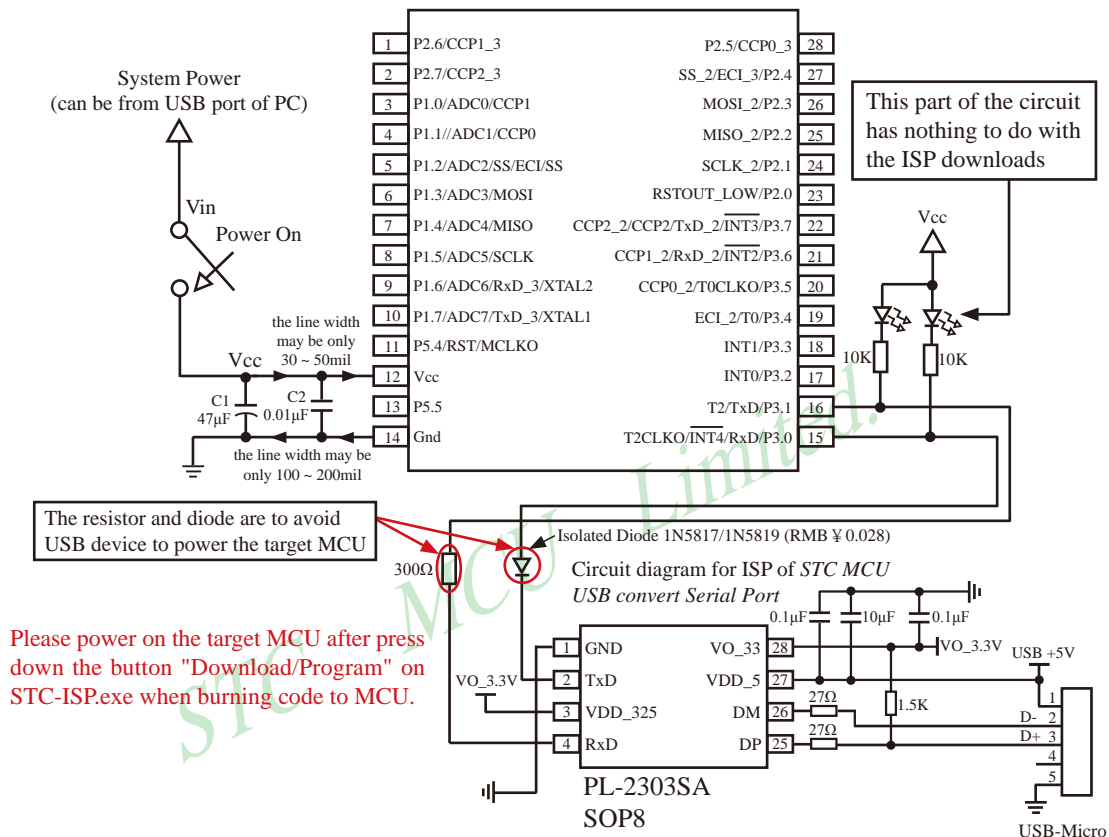 System Power
(can be from USB port of PC)
Vin
Power On
the line width
may be only
30 ~ 50mil
Vcc
C1
47µF
C2
0.01µF
the line width may be
only 100 ~ 200mil
1 P2.6/CCP1_3
2 P2.7/CCP2_3
3 P1.0/ADC0/CCP1
4 P1.1//ADC1/CCP0
5 P1.2/ADC2/SS/ECI/SS
6 P1.3/ADC3/MOSI
7 P1.4/ADC4/MISO
8 P1.5/ADC5/SCLK
9 P1.6/ADC6/RxD_3/XTAL2
10 P1.7/ADC7/TxD_3/XTAL1
11 P5.4/RST/MCLKO
12 Vcc
13 P5.5
14 Gnd
P2.5/CCP0_3 28
SS_2/ECI_3/P2.4 27
MOSI_2/P2.3 26
MISO_2/P2.2 25
SCLK_2/P2.1 24
RSTOUT_LOW/P2.0 23
CCP2_2/CCP2/TxD_2/INT3/P3.7 22
CCP1_2/RxD_2/INT2/P3.6 21
CCP0_2/T0CLKO/P3.5 20
ECI_2/T0/P3.4 19
INT1/P3.3 18
INT0/P3.2 17
T2/TxD/P3.1 16
T2CLKO/INT4/RxD/P3.0 15
This part of the circuit
has nothing to do with
the ISP downloads
Vcc
10K
10K
The resistor and diode are to avoid
USB device to power the target MCU
300Ω
Isolated Diode 1N5817/1N5819 (RMB ¥ 0.028)
Circuit diagram for ISP of STC MCU
USB convert Serial Port
Please power on the target MCU after press
down the button "Download/Program" on
STC-ISP.exe when burning code to MCU.
VO_3.3V
1 GND
2 TxD
3 VDD_325
4 RxD
VO_33 28
VDD_5 27
DM 26
DP 25
PL-2303SA
SOP8
0.1µF
10µF
0.1µF
VO_3.3V
USB +5V
27Ω
27Ω
1.5K
D-
D+
1
2
3
4
5
USB-Micro
STC MCU Limited.